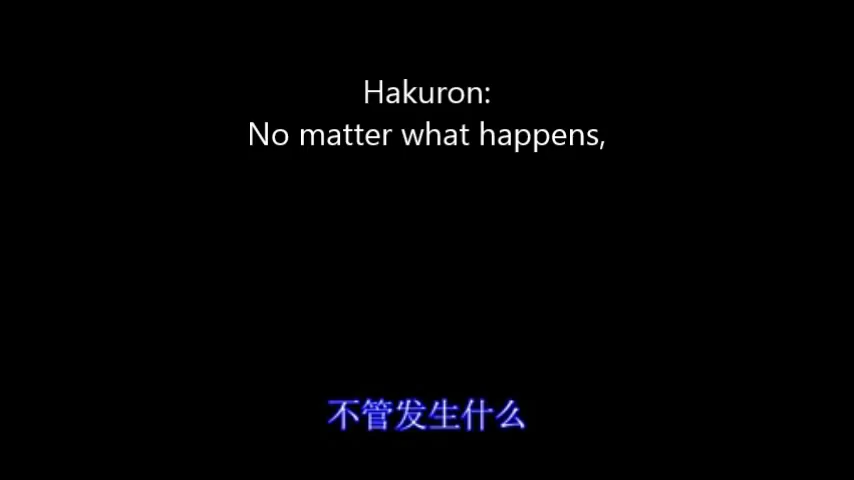 Hakuron:
No matter what happens,
不管发生什么